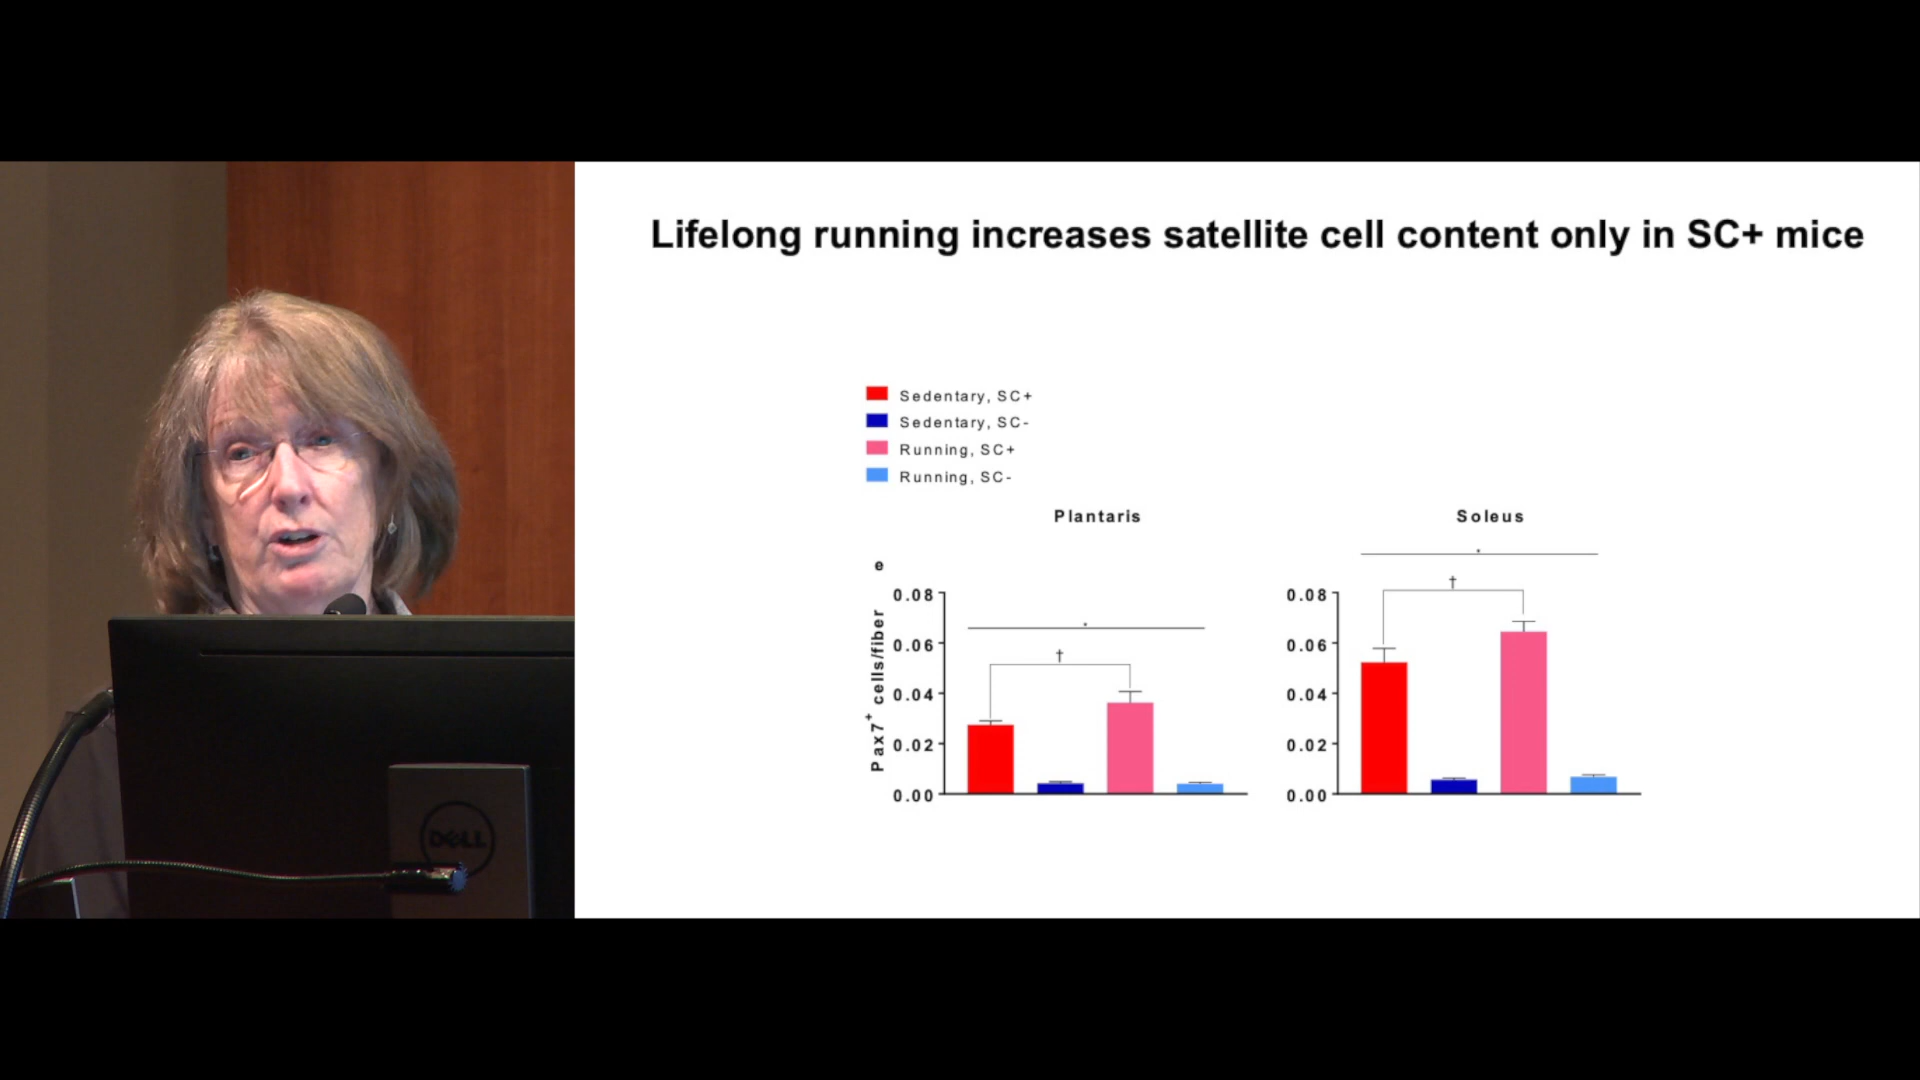 Lifelong running increases satellite cell content only in SC+ mice
Sedentary, SC+
Sedentary, SC-
Running, SC+
Running, SC-
Plantaris
Soleus
e
*
†
*
†
Pax7+ cells/fiber
0.08
0.06
0.04
0.02
0.00
0.08
0.06
0.04
0.02
0.00
DELL